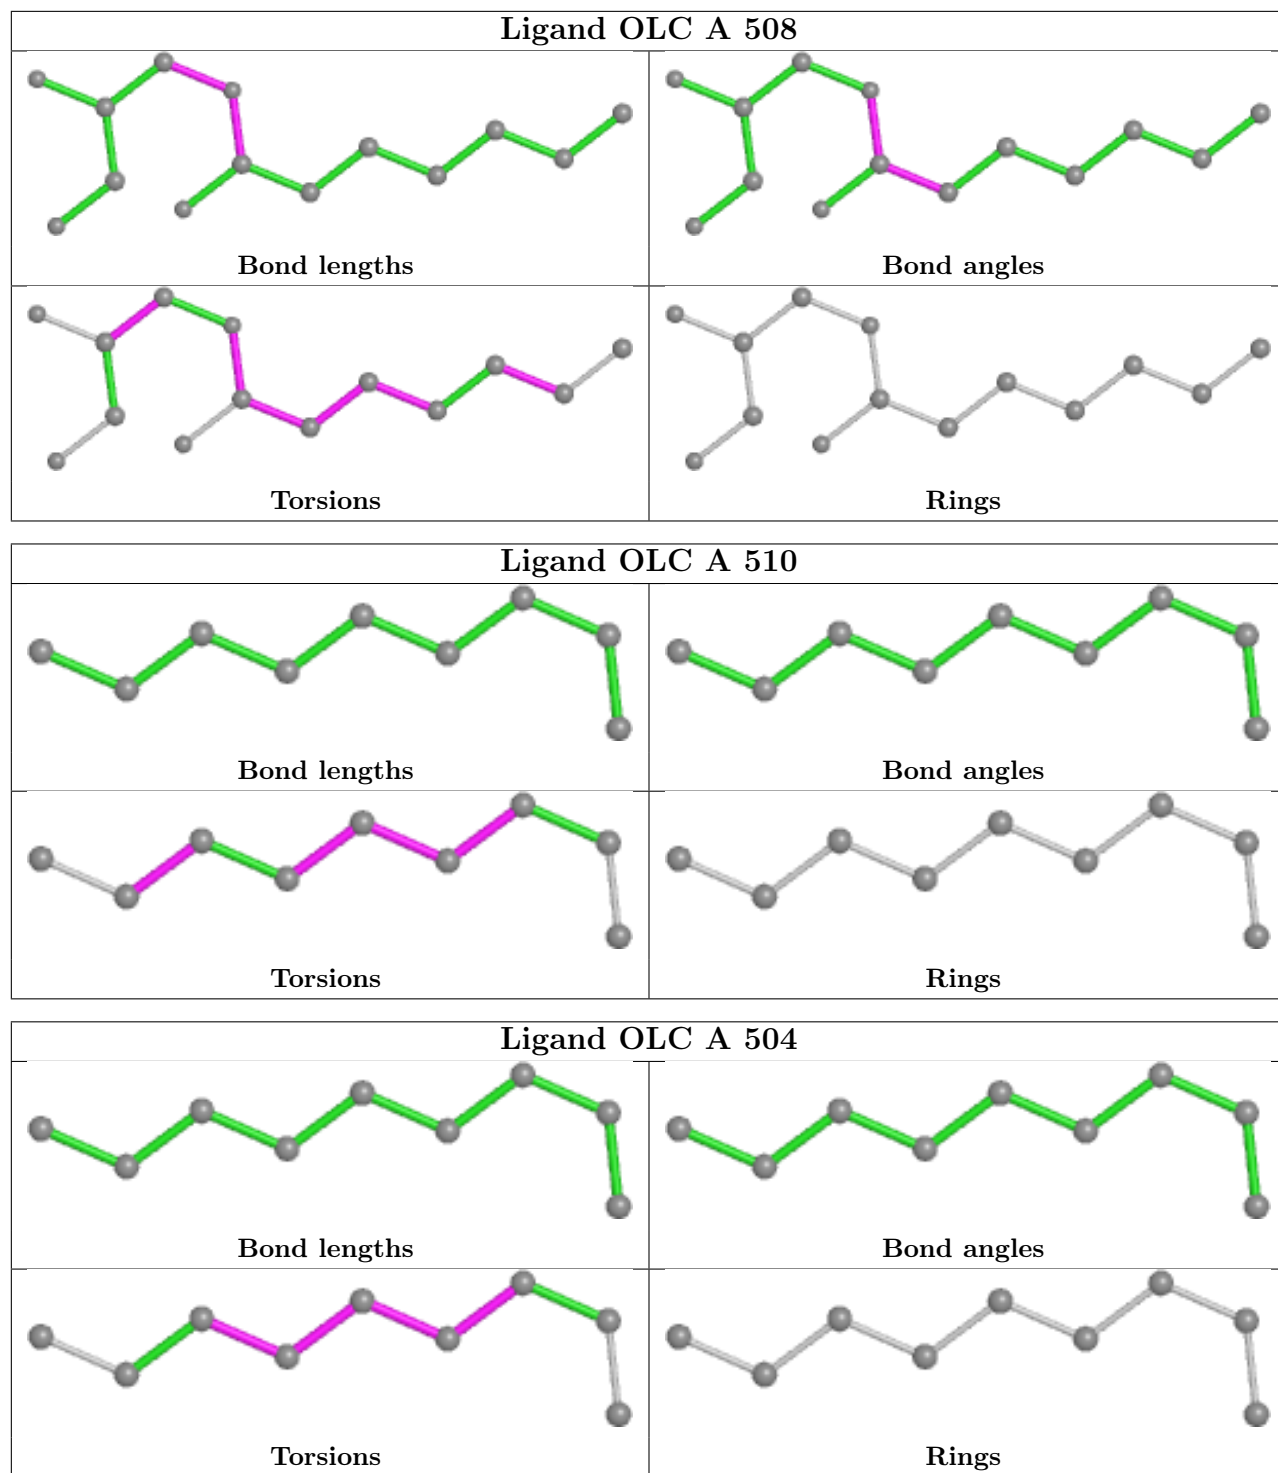 Ligand OLC A 508
Bond lengths
Bond angles
Torsions
Rings
Ligand OLC A 510
Bond lengths
Bond angles
Torsions
Rings
Ligand OLC A 504
Bond lengths
Bond angles
Torsions
Rings